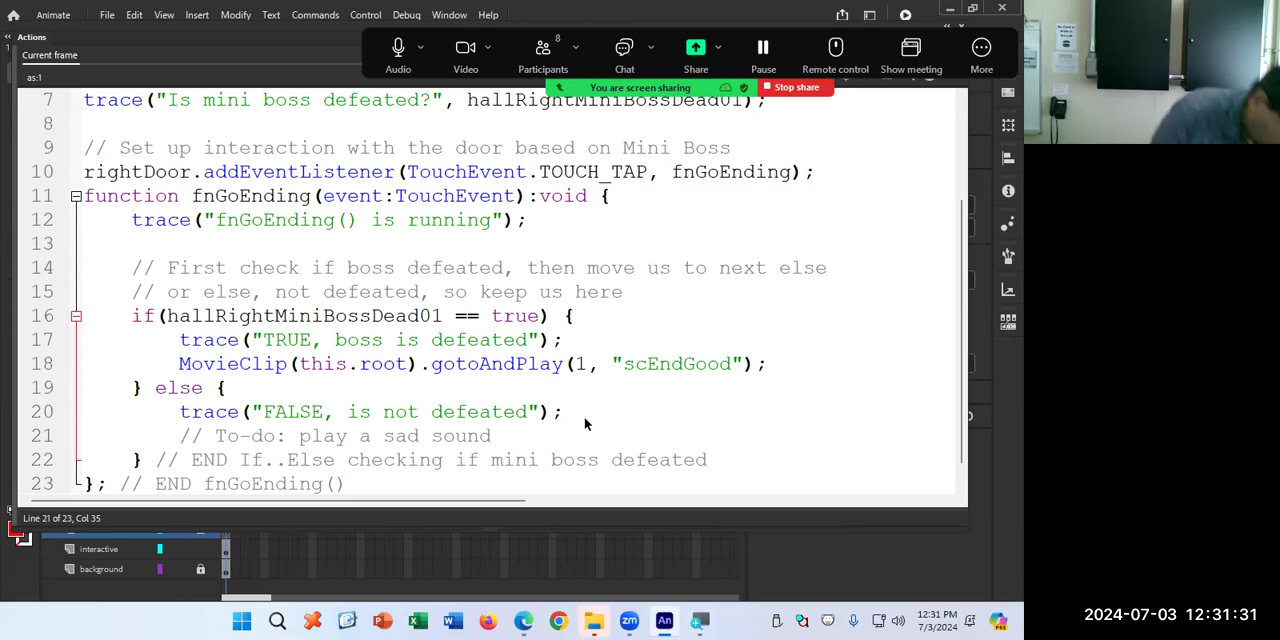 Animate File Edit View Insert Modify Text Commands Control Debug Window Help
Actions
Current frame
as:1
8
Audio Video Participants Chat Share Pause Remote control Show meeting More
You are screen sharing Stop share
7 trace("Is mini boss defeated?", hallRightMiniBossDead01);
8
9 // Set up interaction with the door based on Mini Boss
10 rightDoor.addEventListener(TouchEvent.TOUCH_TAP, fnGoEnding);
11 function fnGoEnding(event:TouchEvent):void {
12 trace("fnGoEnding() is running");
13
14 // First check if boss defeated, then move us to next else
15 // or else, not defeated, so keep us here
16 if(hallRightMiniBossDead01 == true) {
17 trace("TRUE, boss is defeated");
18 MovieClip(this.root).gotoAndPlay(1, "scEndGood");
19 } else {
20 trace("FALSE, is not defeated");
21 // To-do: play a sad sound
22 } // END If..Else checking if mini boss defeated
23 }; // END fnGoEnding()
Line 21 of 23, Col 35
interactive
background
12:31 PM
7/3/2024
2024-07-03 12:31:31